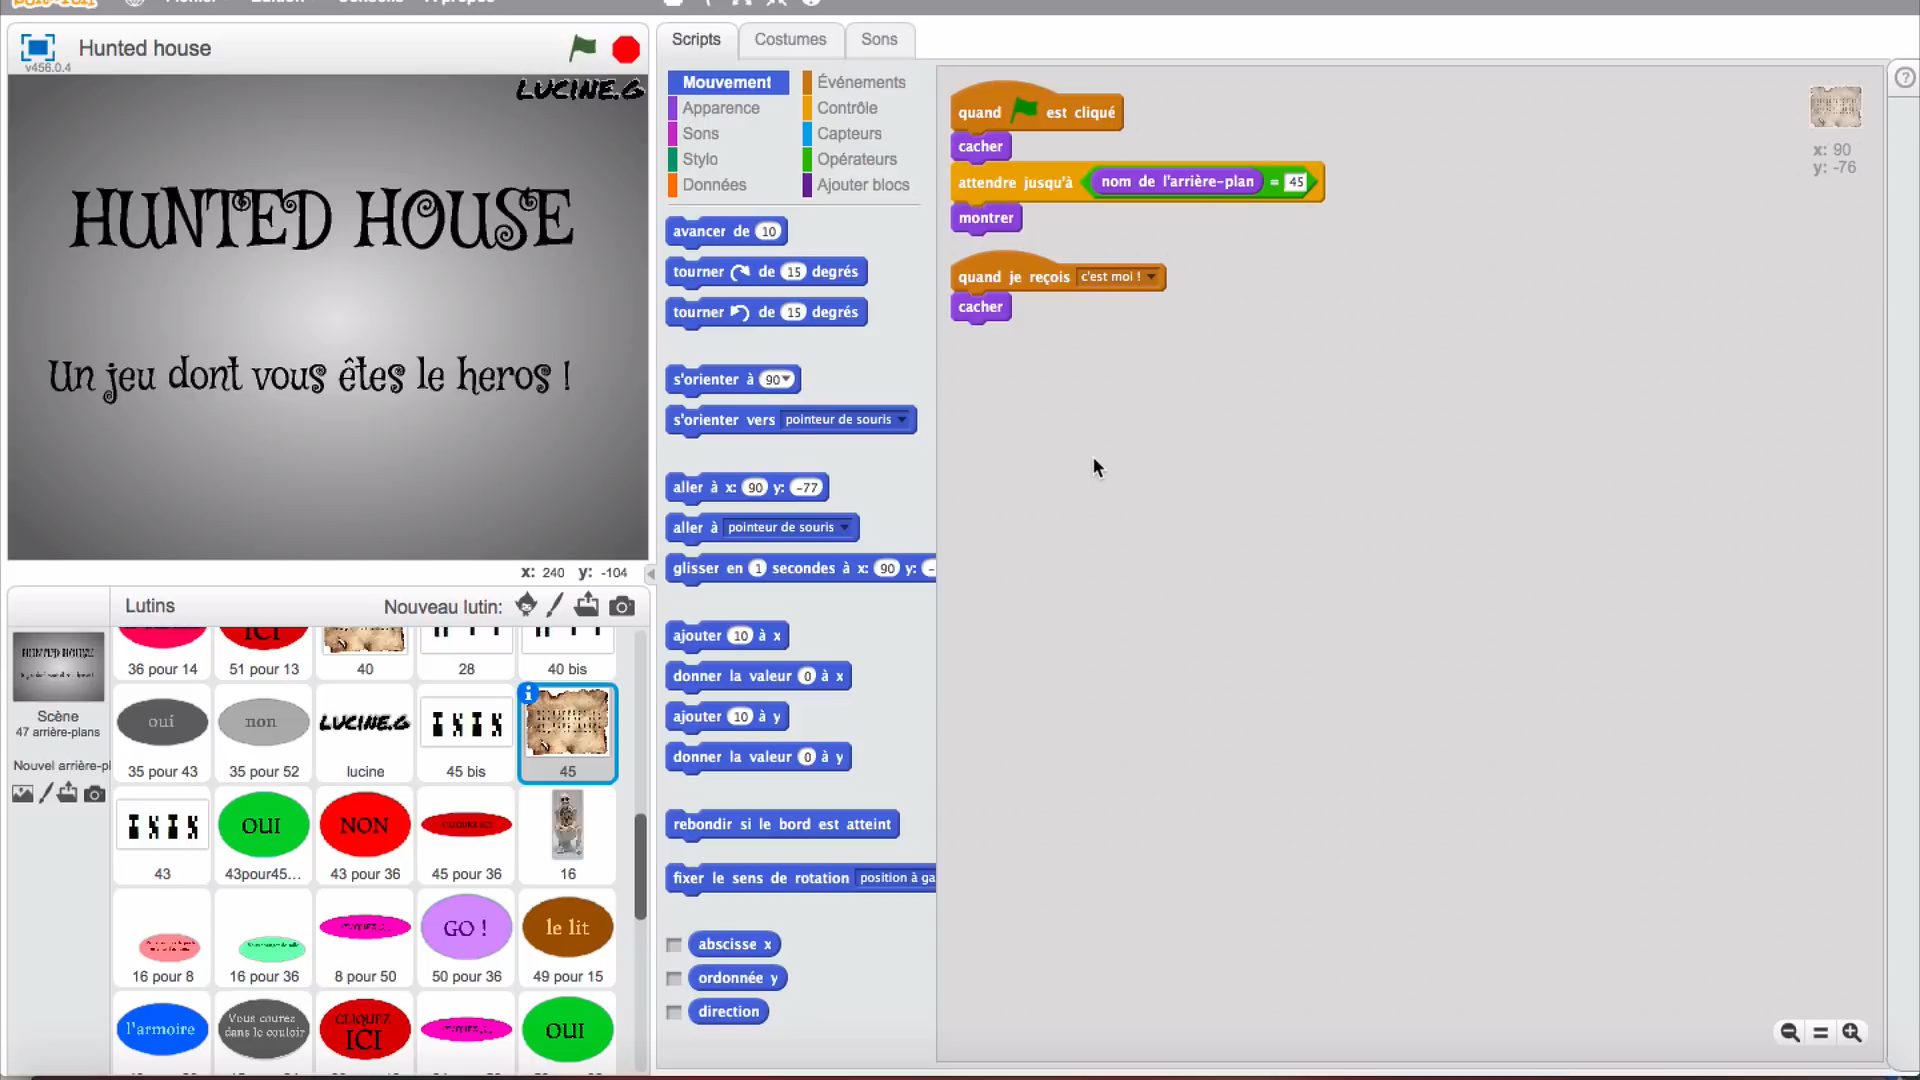 Hunted house
v456.0.4
LUCINE.G
HUNTED HOUSE
Un jeu dont vous êtes le heros !
x: 240 y: -104
Scripts
Costumes
Sons
Mouvement
Événements
Apparence
Contrôle
Sons
Capteurs
Stylo
Opérateurs
Données
Ajouter blocs
avancer de 10
tourner de 15 degrés
tourner de 15 degrés
s'orienter à 90
s'orienter vers pointeur de souris
aller à x: 90 y: -77
aller à pointeur de souris
glisser en 1 secondes à x: 90 y: -
ajouter 10 à x
donner la valeur 0 à x
ajouter 10 à y
donner la valeur 0 à y
rebondir si le bord est atteint
fixer le sens de rotation position à ga
abscisse x
ordonnée y
direction
quand est cliqué
cacher
attendre jusqu'à nom de l'arrière-plan = 45
montrer
quand je reçois c'est moi !
cacher
x: 90
y: -76
?
Lutins
Nouveau lutin:
HUNTED HOUSE
Scène
47 arrière-plans
Nouvel arrière-pl
ICI
36 pour 14
51 pour 13
40
28
40 bis
oui
non
LUCINE.G
35 pour 43
35 pour 52
lucine
45 bis
45
OUI
NON
43
43pour45...
43 pour 36
45 pour 36
16
GO !
le lit
16 pour 8
16 pour 36
8 pour 50
50 pour 36
49 pour 15
l'armoire
Vous courez
dans le couloir
CLIQUEZ
ICI
OUI